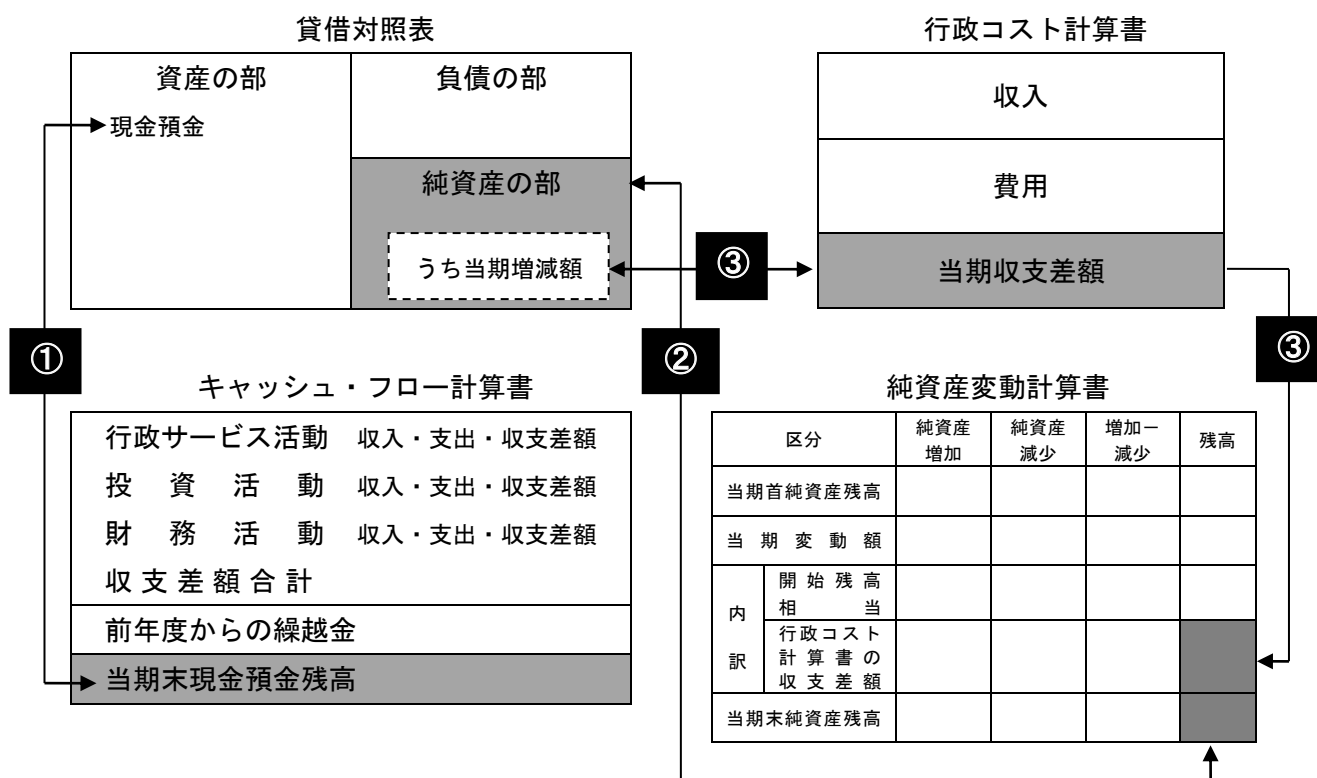 貸借対照表
資産の部
現金預金
負債の部
純資産の部
うち当期増減額
③
行政コスト計算書
収入
費用
当期収支差額
③
①
②
キャッシュ・フロー計算書
行政サービス活動 収入・支出・収支差額
投資活動 収入・支出・収支差額
財務活動 収入・支出・収支差額
収支差額合計
前年度からの繰越金
当期末現金預金残高
純資産変動計算書
区分
純資産
増加
純資産
減少
増加－
減少
残高
当期首純資産残高
当期変動額
内
訳
開始残高
相当
行政コスト
計算書の
収支差額
当期末純資産残高